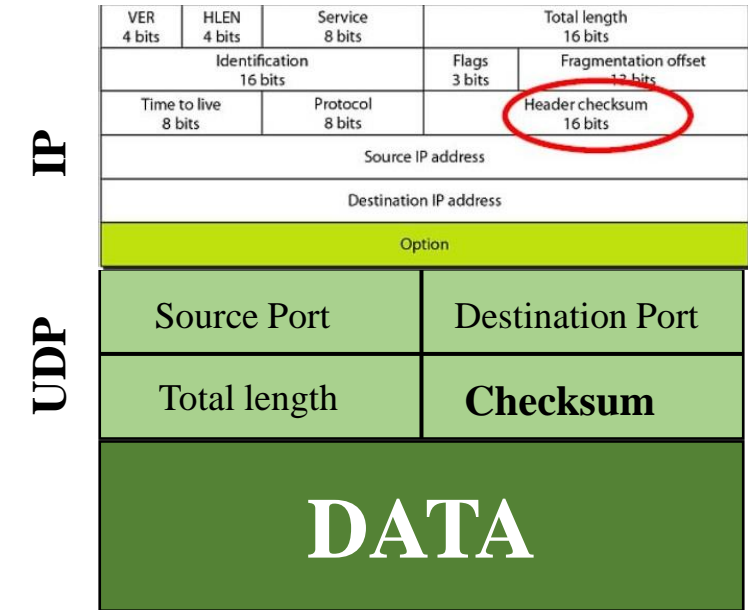 VER HLEN Service Total length
4 bits 4 bits 8 bits 16 bits
Identification Flags Fragmentation offset
16 bits 3 bits 13 bits
Time to live Protocol Header checksum
8 bits 8 bits 16 bits
IP
Source IP address
Destination IP address
Option
UDP
Source Port Destination Port
Total length Checksum
DATA